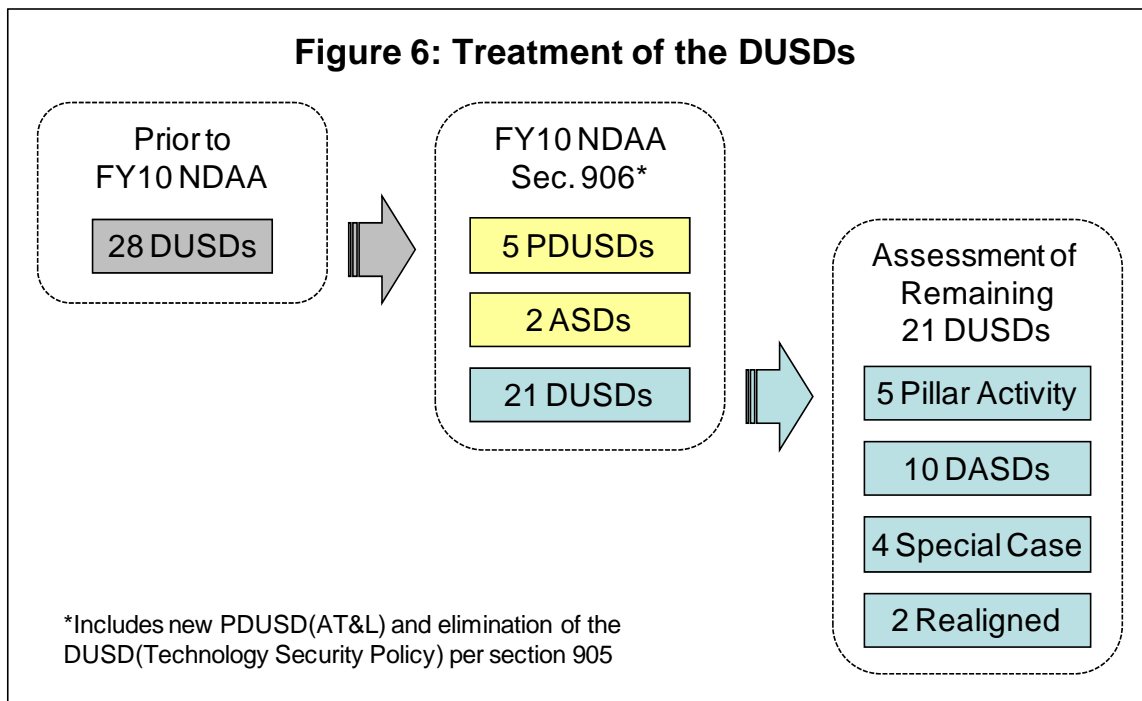 Figure 6: Treatment of the DUSDs
Prior to
FY10 NDAA
28 DUSDs
FY10 NDAA
Sec. 906*
5 PDUSDs
2 ASDs
21 DUSDs
Assessment of
Remaining
21 DUSDs
5 Pillar Activity
10 DASDs
4 Special Case
2 Realigned
*Includes new PDUSD(AT&L) and elimination of the
DUSD(Technology Security Policy) per section 905